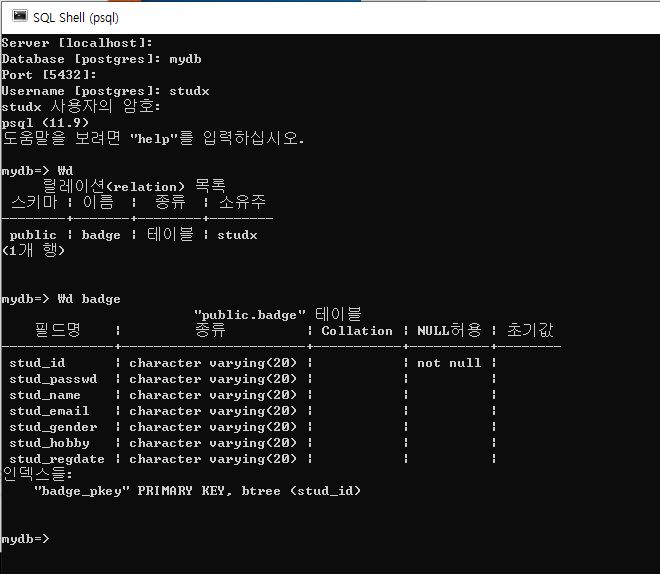 SQL Shell (psql)
Server [localhost]:
Database [postgres]: mydb
Port [5432]:
Username [postgres]: studx
studx 사용자의 암호:
psql (11.9)
도움말을 보려면 "help"를 입력하십시오.
mydb=> ₩d
릴레이션(relation) 목록
스키마 | 이름 | 종류 | 소유주
--------+-------+--------+--------
public | badge | 테이블 | studx
(1개 행)
mydb=> ₩d badge
"public.badge" 테이블
필드명 | 종류 | Collation | NULL허용 | 초기값
--------------+-----------------------+-----------+----------+--------
stud_id | character varying(20) | | not null |
stud_passwd | character varying(20) | | |
stud_name | character varying(20) | | |
stud_email | character varying(20) | | |
stud_gender | character varying(20) | | |
stud_hobby | character varying(20) | | |
stud_regdate | character varying(20) | | |
인덱스들:
"badge_pkey" PRIMARY KEY, btree (stud_id)
mydb=>